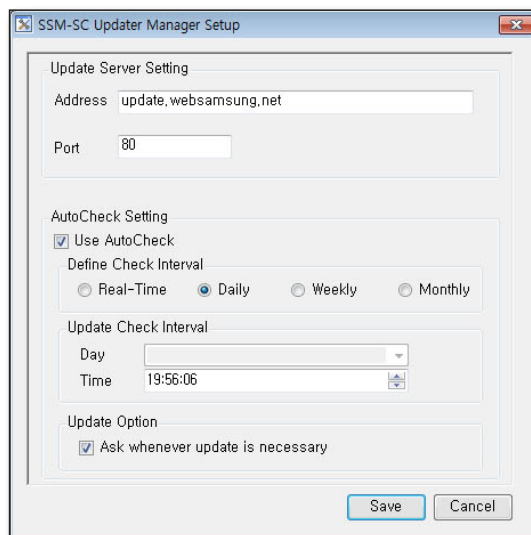 SSM-SC Updater Manager Setup
Update Server Setting
Address update.websamsung.net
Port 80
AutoCheck Setting
Use AutoCheck
Define Check Interval
Real-Time Daily Weekly Monthly
Update Check Interval
Day
Time 19:56:06
Update Option
Ask whenever update is necessary
Save Cancel